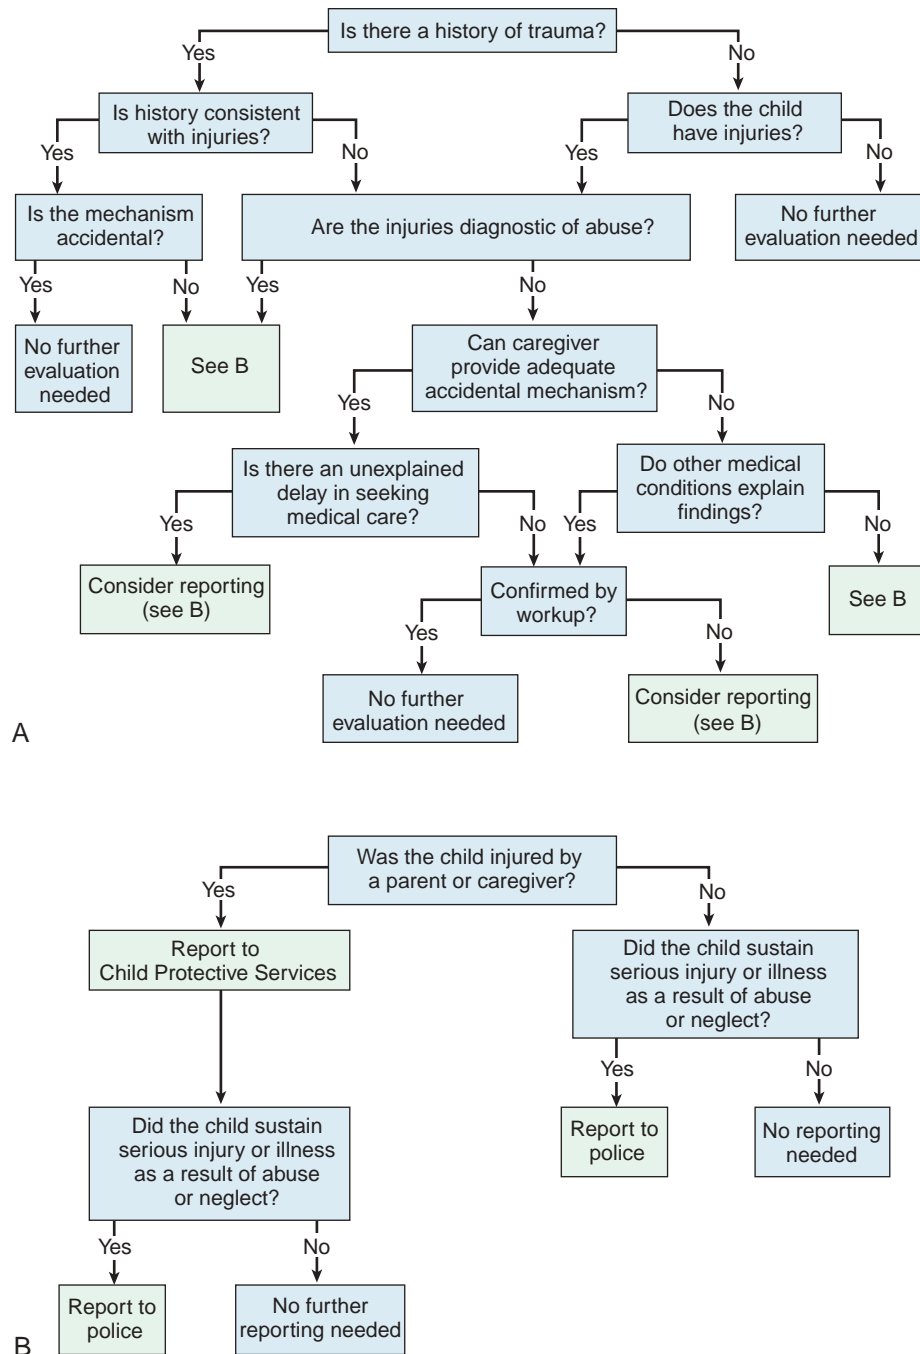 Is there a history of trauma?
Yes
No
Is history consistent
with injuries?
Does the child
have injuries?
Yes
No
Yes
No
Is the mechanism
accidental?
Are the injuries diagnostic of abuse?
No further
evaluation needed
Yes
No
Yes
No
No further
evaluation
needed
See B
Can caregiver
provide adequate
accidental mechanism?
Yes
No
Is there an unexplained
delay in seeking
medical care?
Do other medical
conditions explain
findings?
Yes
No
Yes
No
Consider reporting
(see B)
Confirmed by
workup?
See B
Yes
No
No further
evaluation needed
Consider reporting
(see B)
A
Was the child injured by
a parent or caregiver?
Yes
No
Report to
Child Protective Services
Did the child sustain
serious injury or illness
as a result of abuse
or neglect?
Yes
No
Did the child sustain
serious injury or illness
as a result of abuse
or neglect?
Report to
police
No reporting
needed
Yes
No
Report to
police
No further
reporting needed
B